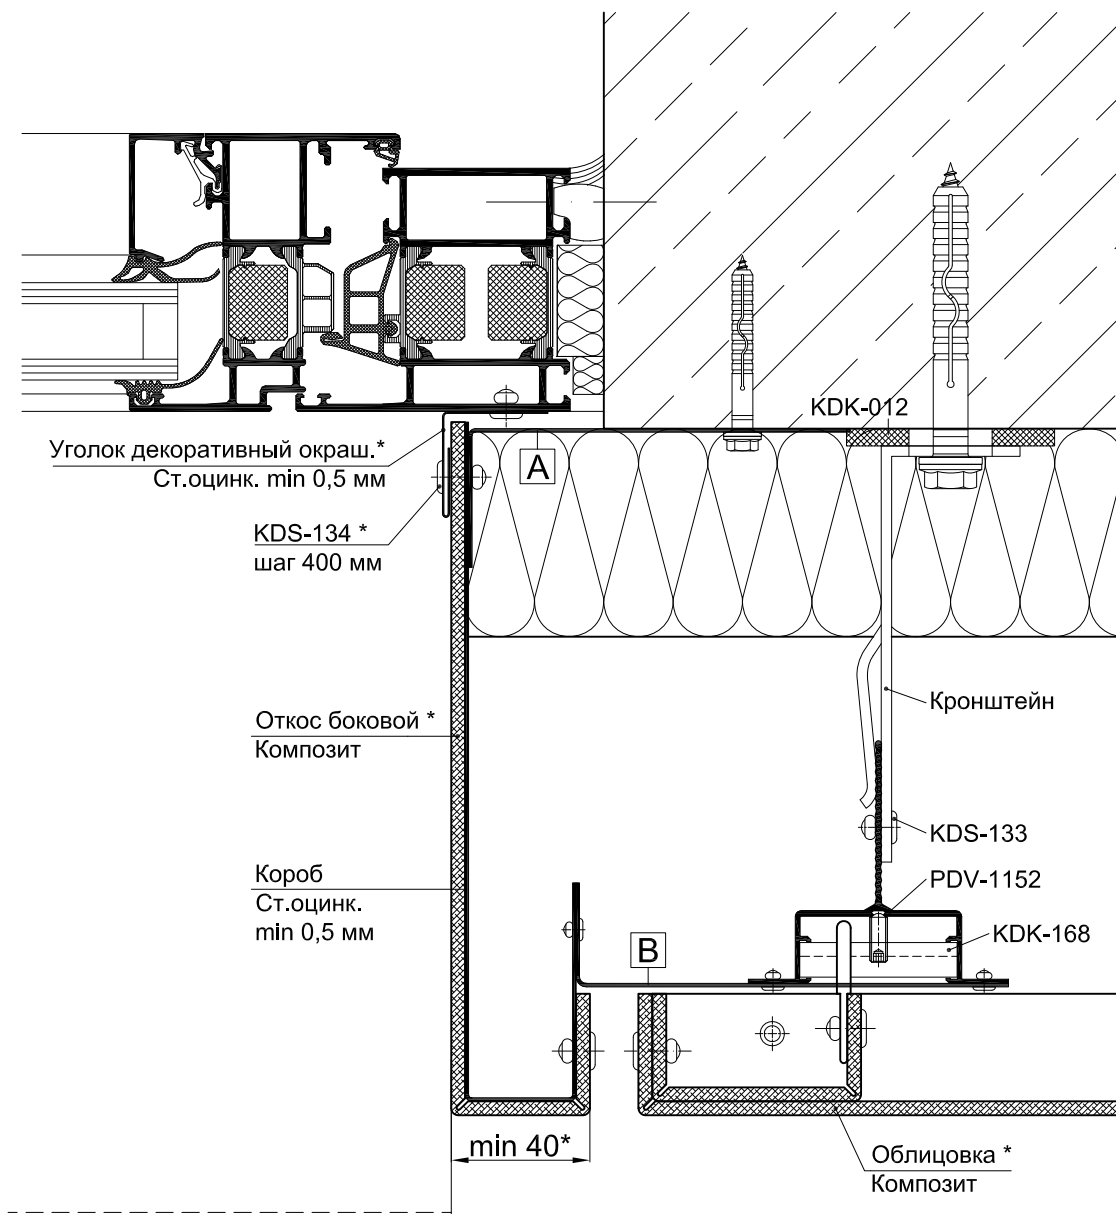 KDK-012
Уголок декоративный окраш.*
Ст.оцинк. min 0,5 мм
A
KDS-134 *
шаг 400 мм
Кронштейн
Откос боковой *
Композит
KDS-133
Короб
Ст.оцинк.
min 0,5 мм
PDV-1152
KDK-168
B
min 40*
Облицовка *
Композит